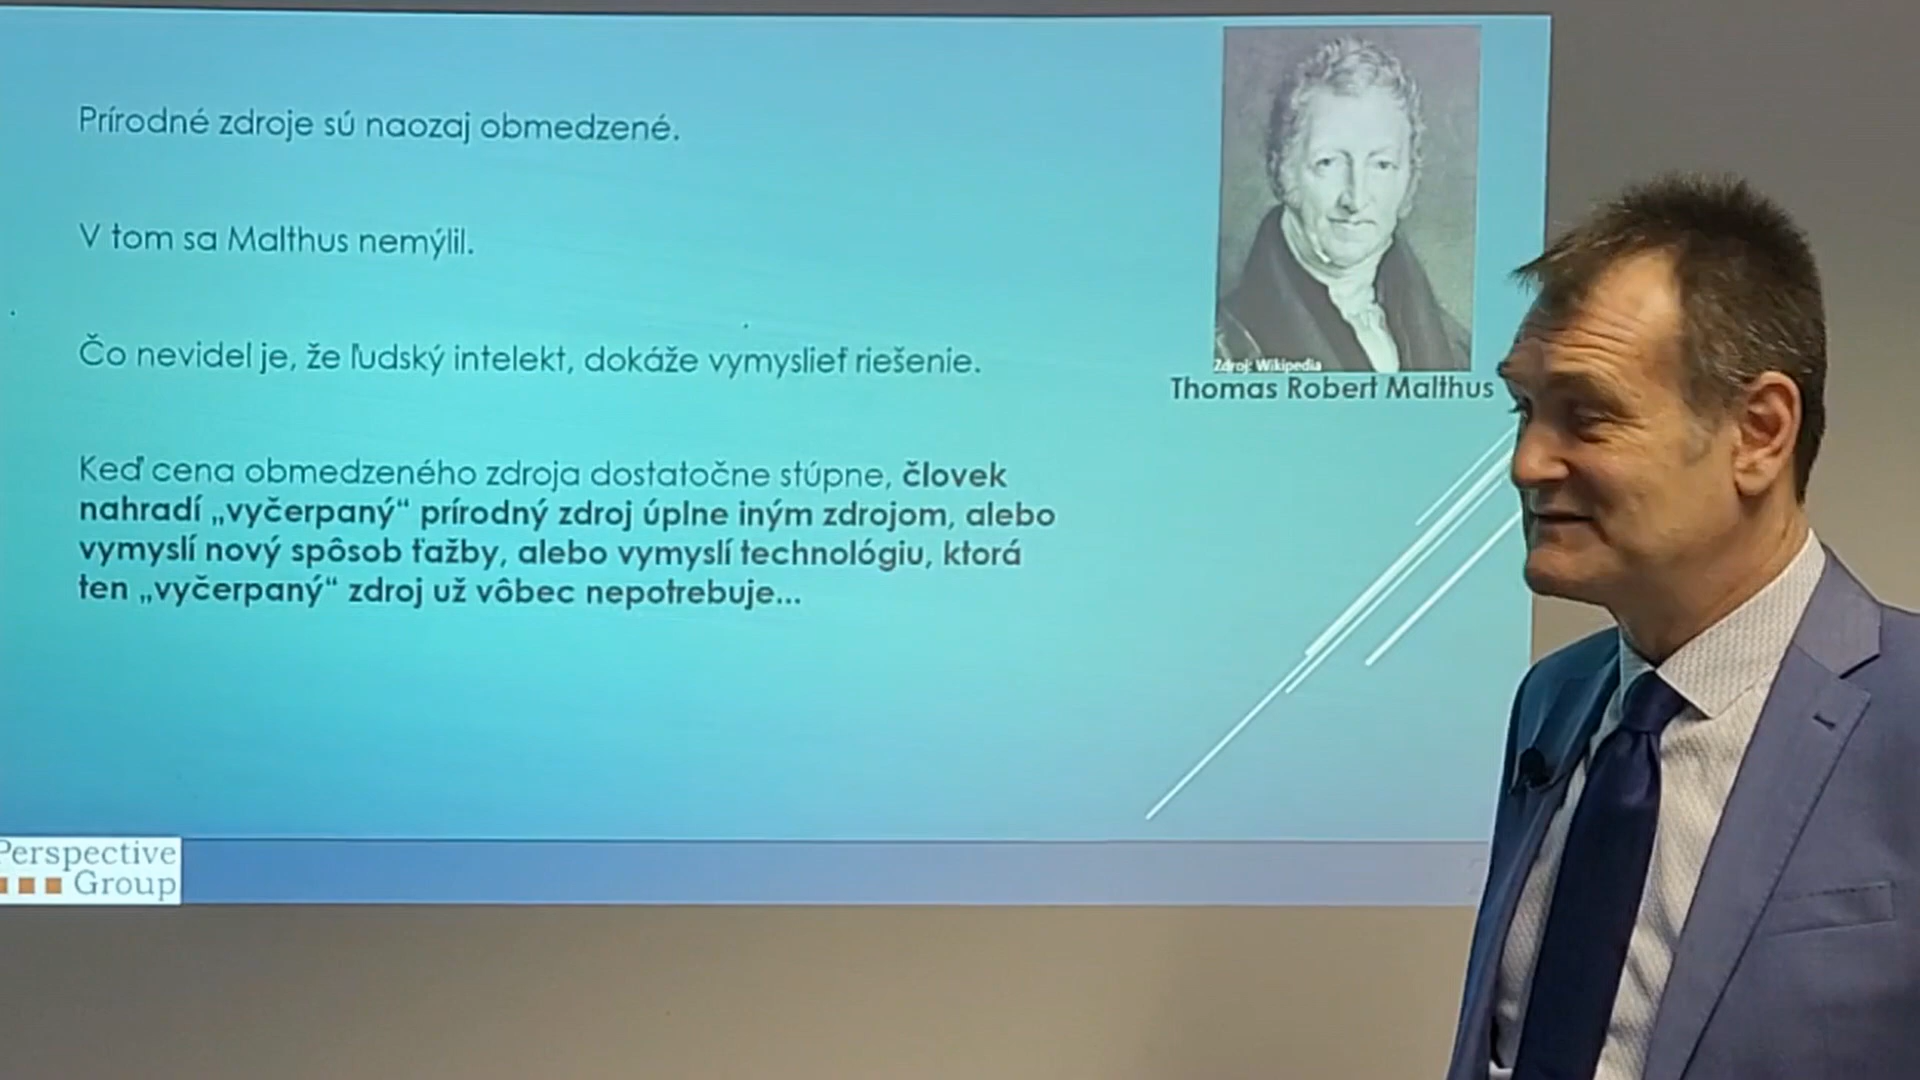 Prírodné zdroje sú naozaj obmedzené.
V tom sa Malthus nemýlil.
Čo nevidel je, že ľudský intelekt, dokáže vymyslieť riešenie.
Keď cena obmedzeného zdroja dostatočne stúpne, človek
nahradí „vyčerpaný“ prírodný zdroj úplne iným zdrojom, alebo
vymyslí nový spôsob ťažby, alebo vymyslí technológiu, ktorá
ten „vyčerpaný“ zdroj už vôbec nepotrebuje...
Zdroj: Wikipedia
Thomas Robert Malthus
Perspective
Group